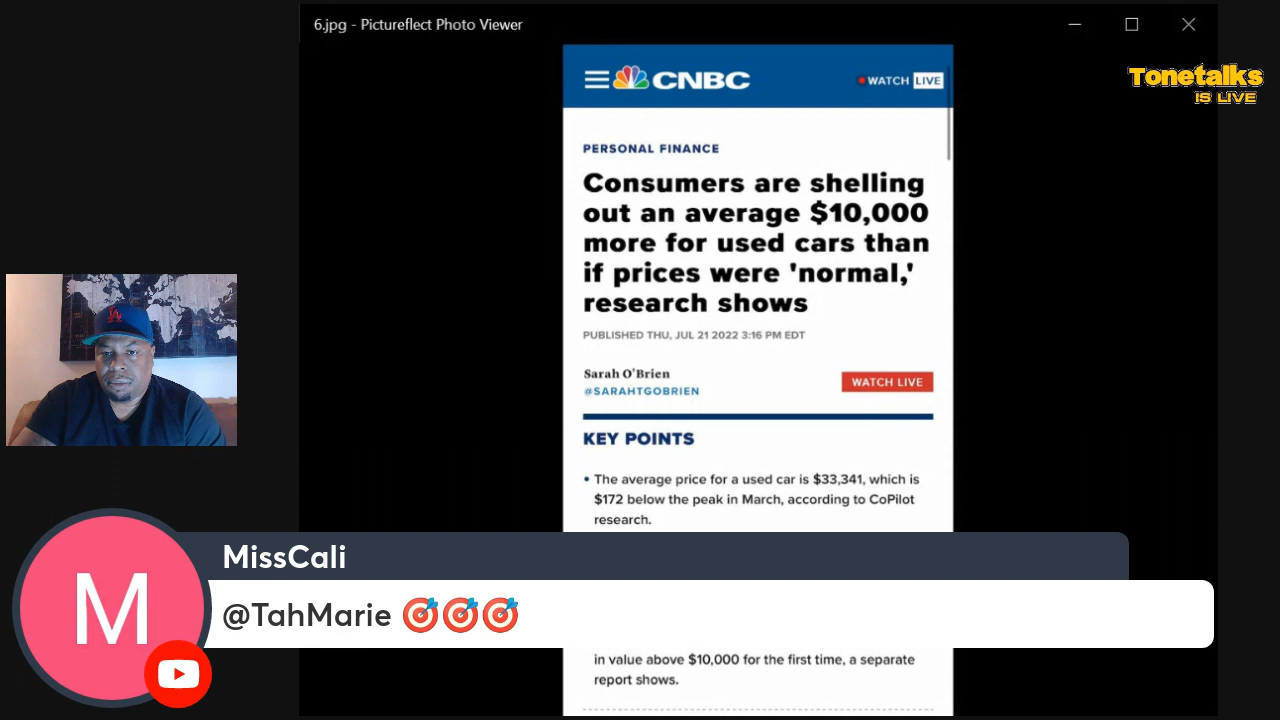 6.jpg - Pictureflect Photo Viewer
Tonetalks
IS LIVE
CNBC
WATCH LIVE
PERSONAL FINANCE
Consumers are shelling
out an average $10,000
more for used cars than
if prices were 'normal,'
research shows
PUBLISHED THU, JUL 21 2022 3:16 PM EDT
Sarah O'Brien
@SARAHTGOBRIEN
WATCH LIVE
KEY POINTS
• The average price for a used car is $33,341, which is
$172 below the peak in March, according to CoPilot
research.
M
MissCali
@TahMarie 🎯🎯🎯
in value above $10,000 for the first time, a separate
report shows.